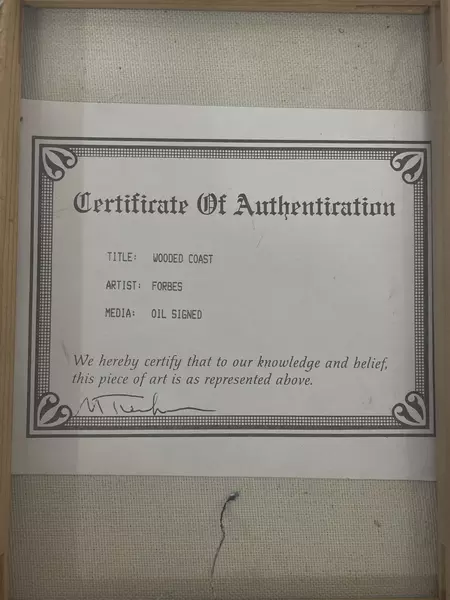 Certificate Of Authentication
TITLE: WOODED COAST
ARTIST: FORBES
MEDIA: OIL SIGNED
We hereby certify that to our knowledge and belief,
this piece of art is as represented above.